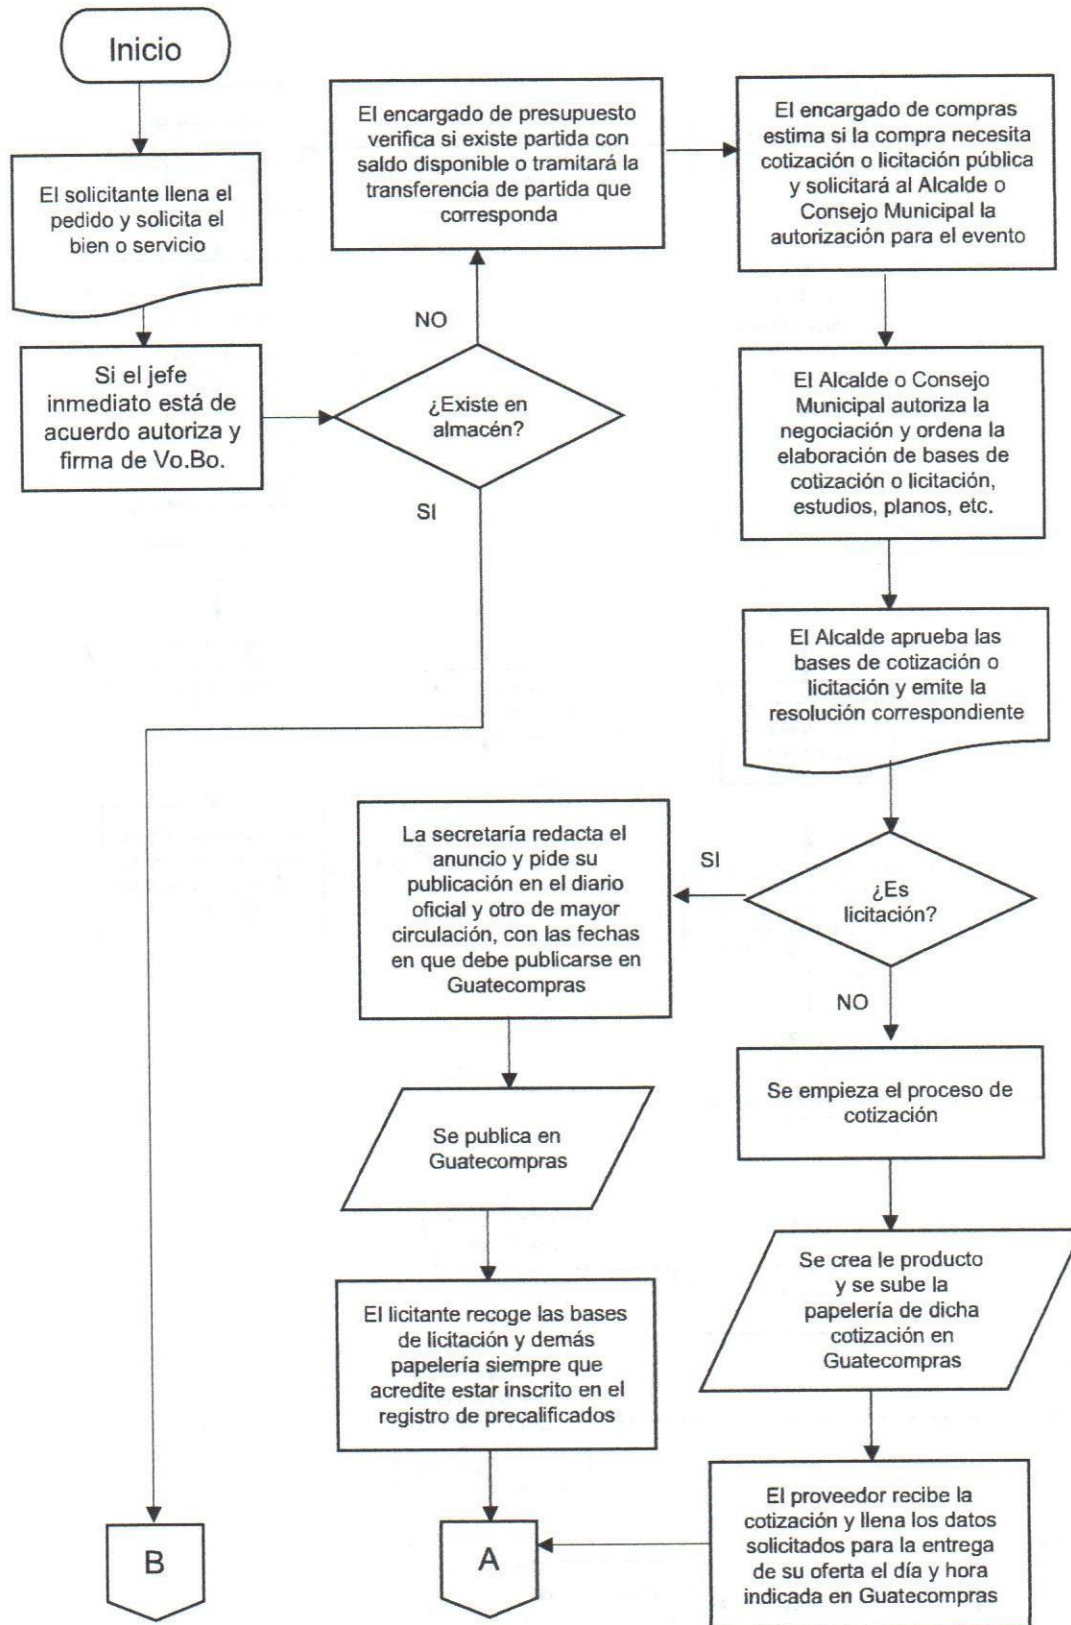 Inicio
El solicitante llena el
pedido y solicita el
bien o servicio
Si el jefe
inmediato está de
acuerdo autoriza y
firma de Vo.Bo.
¿Existe en
almacén?
NO
SI
El encargado de presupuesto
verifica si existe partida con
saldo disponible o tramitará la
transferencia de partida que
corresponda
El encargado de compras
estima si la compra necesita
cotización o licitación pública
y solicitará al Alcalde o
Consejo Municipal la
autorización para el evento
El Alcalde o Consejo
Municipal autoriza la
negociación y ordena la
elaboración de bases de
cotización o licitación,
estudios, planos, etc.
El Alcalde aprueba las
bases de cotización o
licitación y emite la
resolución correspondiente
¿Es
licitación?
SI
NO
La secretaría redacta el
anuncio y pide su
publicación en el diario
oficial y otro de mayor
circulación, con las fechas
en que debe publicarse en
Guatecompras
Se publica en
Guatecompras
El licitante recoge las bases
de licitación y demás
papelería siempre que
acredite estar inscrito en el
registro de precalificados
Se empieza el proceso de
cotización
Se crea le producto
y se sube la
papelería de dicha
cotización en
Guatecompras
El proveedor recibe la
cotización y llena los datos
solicitados para la entrega
de su oferta el día y hora
indicada en Guatecompras
B
A